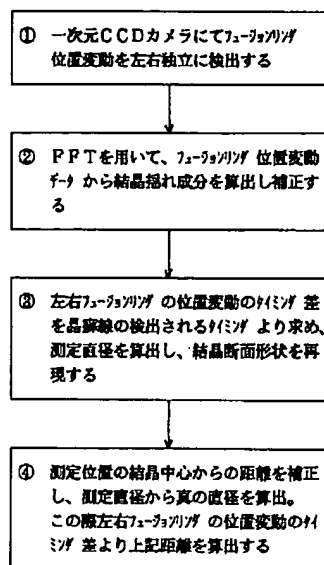 ① 一次元CCDカメラにてフュージョンリング
位置変動を左右独立に検出する
② FFTを用いて、フュージョンリング 位置変動
データ から結晶揺れ成分を算出し補正す
る
③ 左右フュージョンリング の位置変動のタイミング 差
を晶癖線の検出されるタイミング より求め、
測定直径を算出し、結晶断面形状を再
現する
④ 測定位置の結晶中心からの距離を補正
し、測定直径から真の直径を算出。
この際左右フュージョンリング の位置変動のタイ
ミング 差より上記距離を算出する